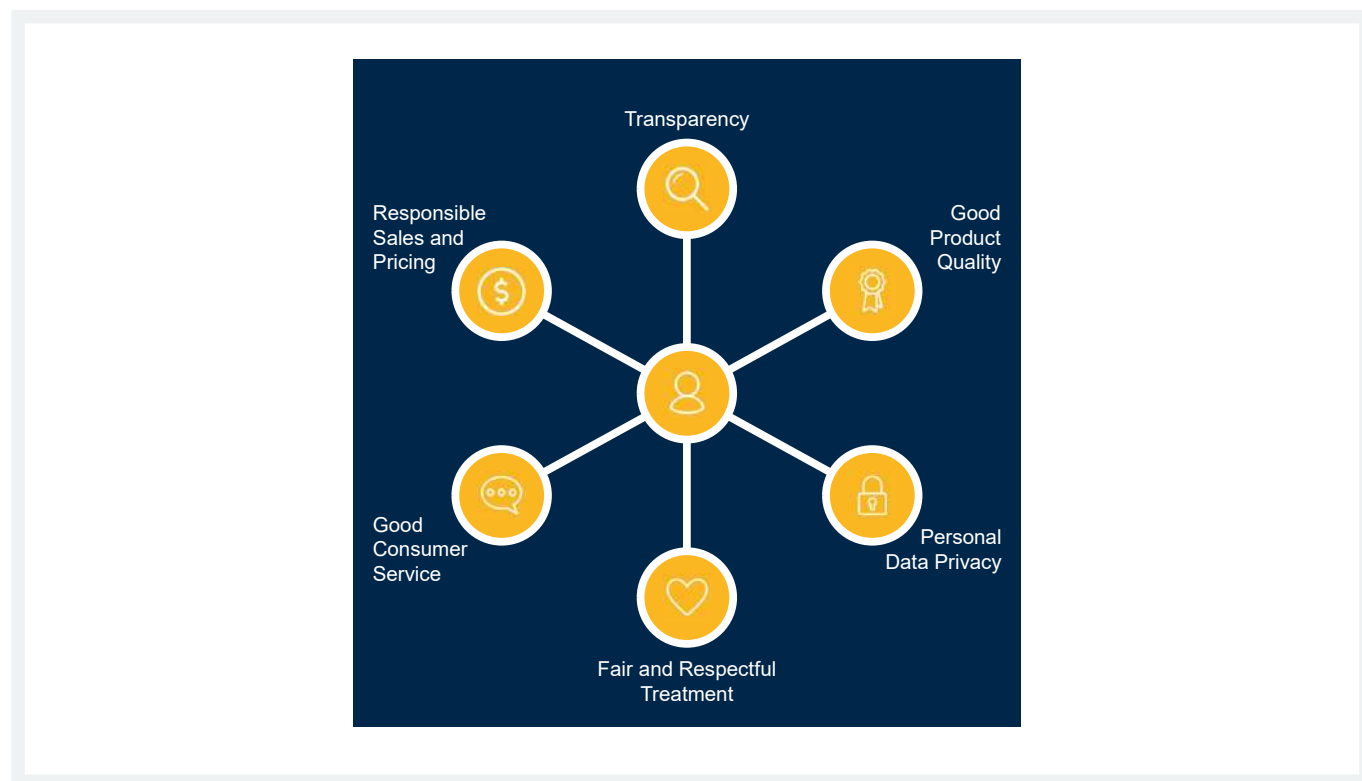 Transparency
Responsible
Sales and
Pricing
Good
Product
Quality
Good
Consumer
Service
Personal
Data Privacy
Fair and Respectful
Treatment